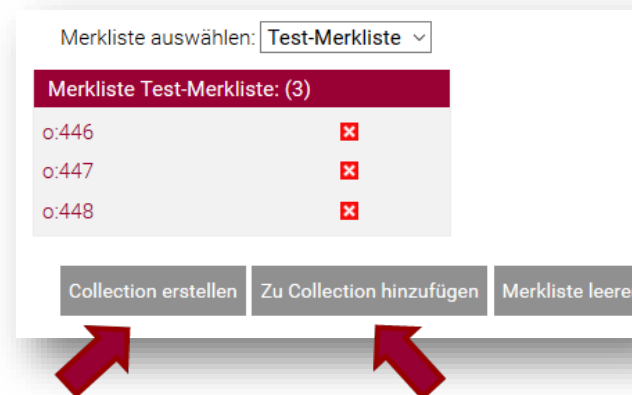 Merkliste auswählen: Test-Merkliste
Merkliste Test-Merkliste: (3)
o:446
o:447
o:448
Collection erstellen Zu Collection hinzufügen Merkliste leere